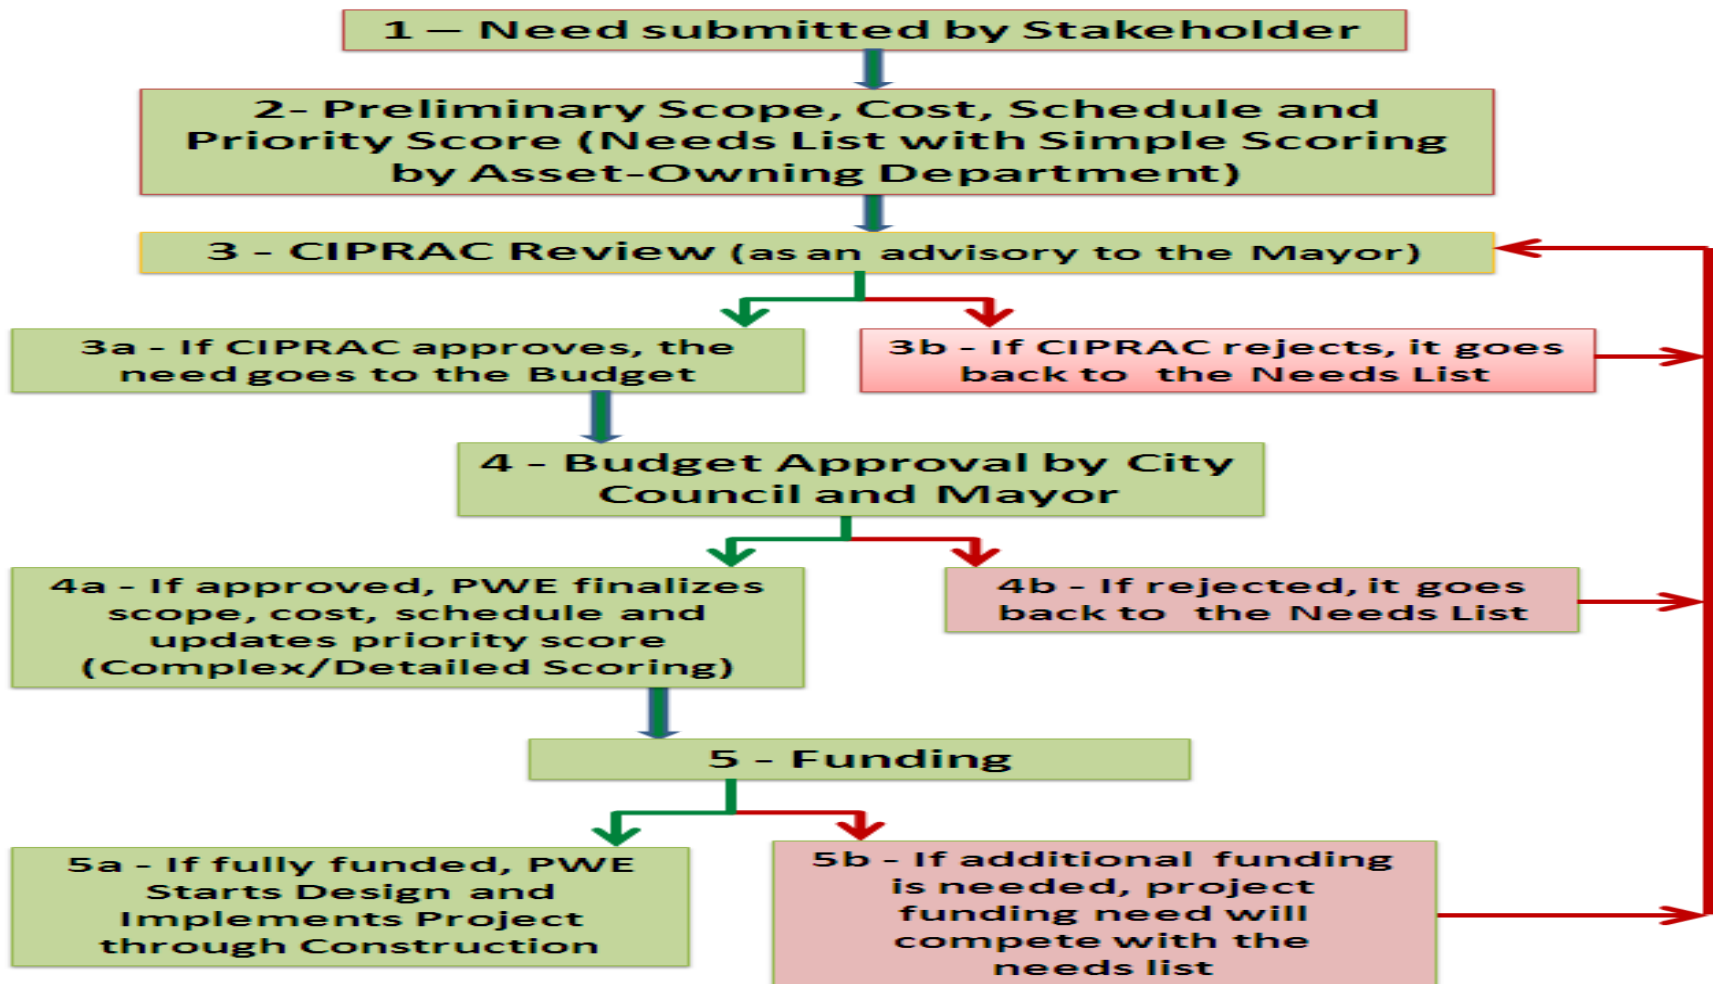 1 – Need submitted by Stakeholder
2- Preliminary Scope, Cost, Schedule and
Priority Score (Needs List with Simple Scoring
by Asset-Owning Department)
3 - CIPRAC Review (as an advisory to the Mayor)
3a - If CIPRAC approves, the
need goes to the Budget
3b - If CIPRAC rejects, it goes
back to the Needs List
4 - Budget Approval by City
Council and Mayor
4a - If approved, PWE finalizes
scope, cost, schedule and
updates priority score
(Complex/Detailed Scoring)
4b - If rejected, it goes
back to the Needs List
5 - Funding
5a - If fully funded, PWE
Starts Design and
Implements Project
through Construction
5b - If additional funding
is needed, project
funding need will
compete with the
needs list